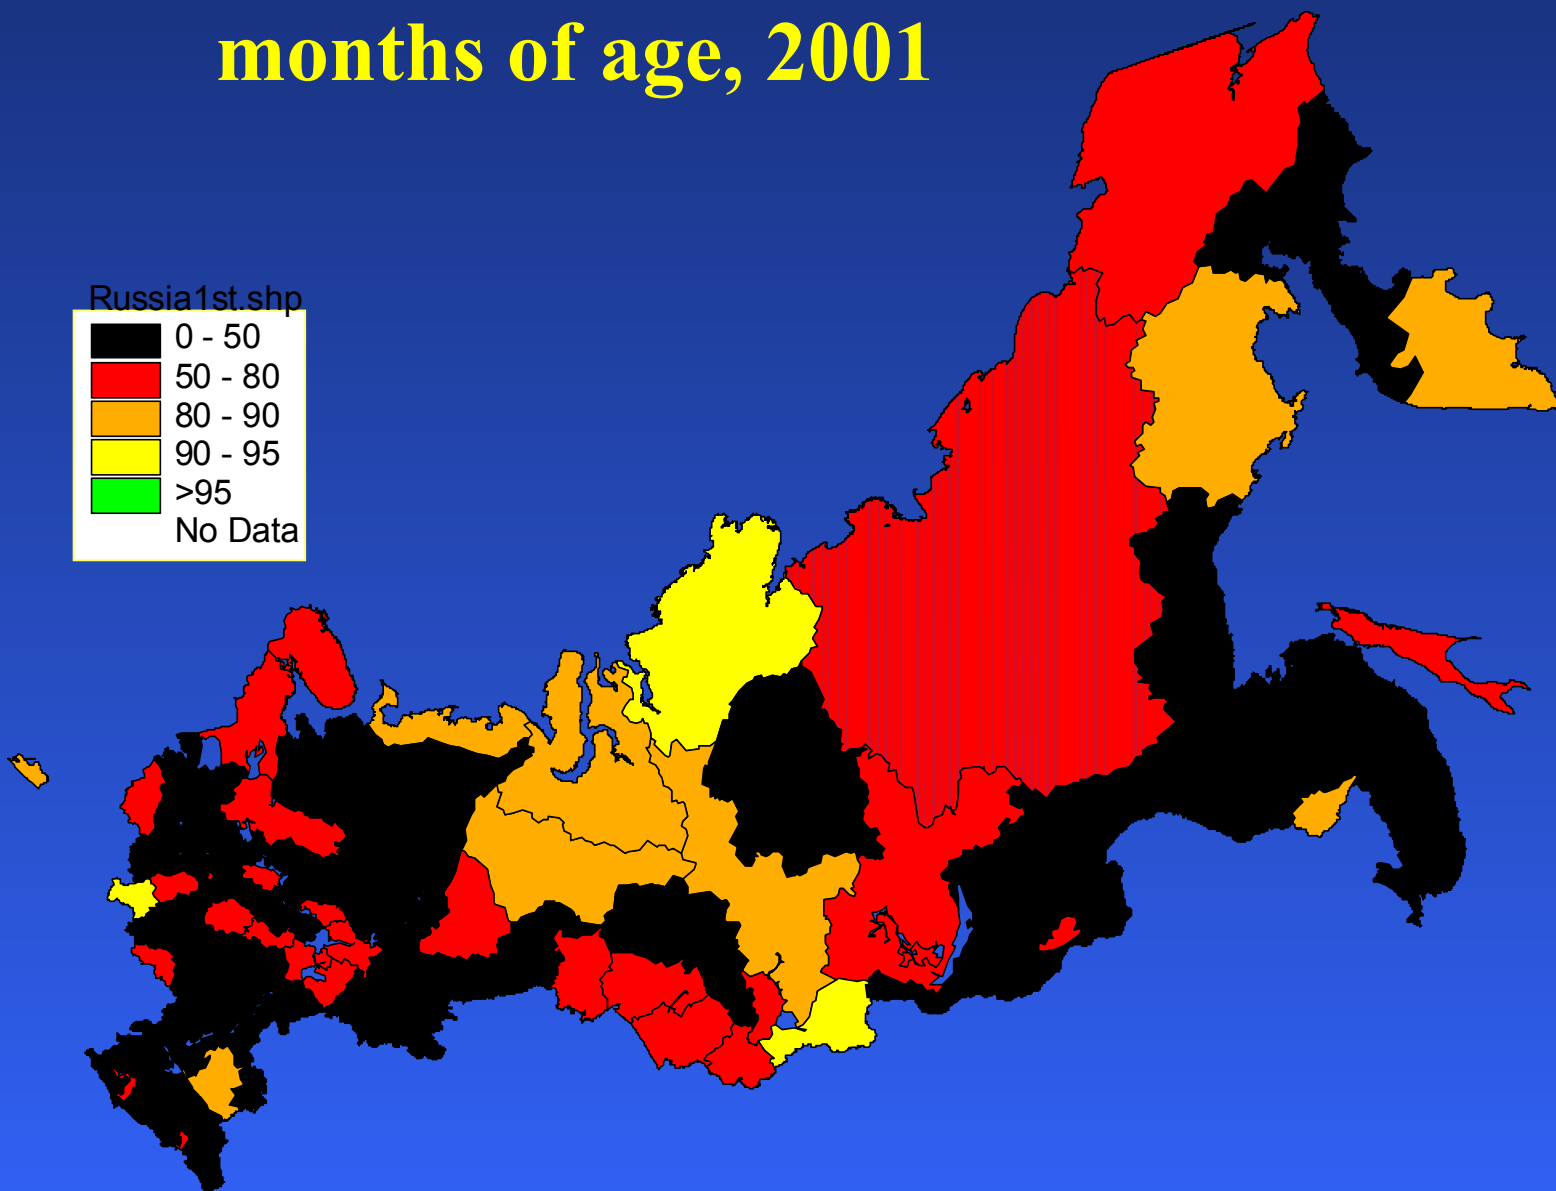 months of age, 2001
Russia1st.shp
0 - 50
50 - 80
80 - 90
90 - 95
>95
No Data